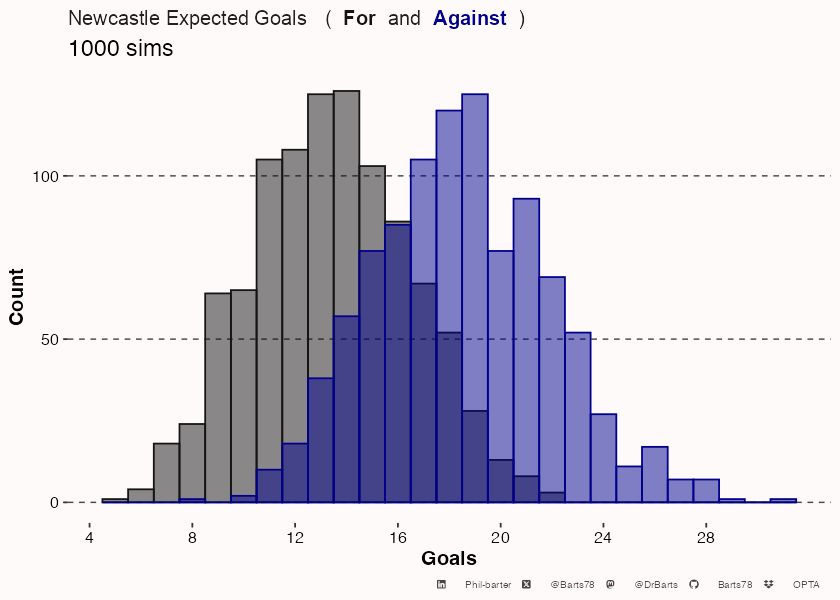 Newcastle Expected Goals ( For and Against )
1000 sims
Count
100
50
0
4 8 12 16 20 24 28
Goals
Phil-barter @Barts78 @DrBarts Barts78 OPTA